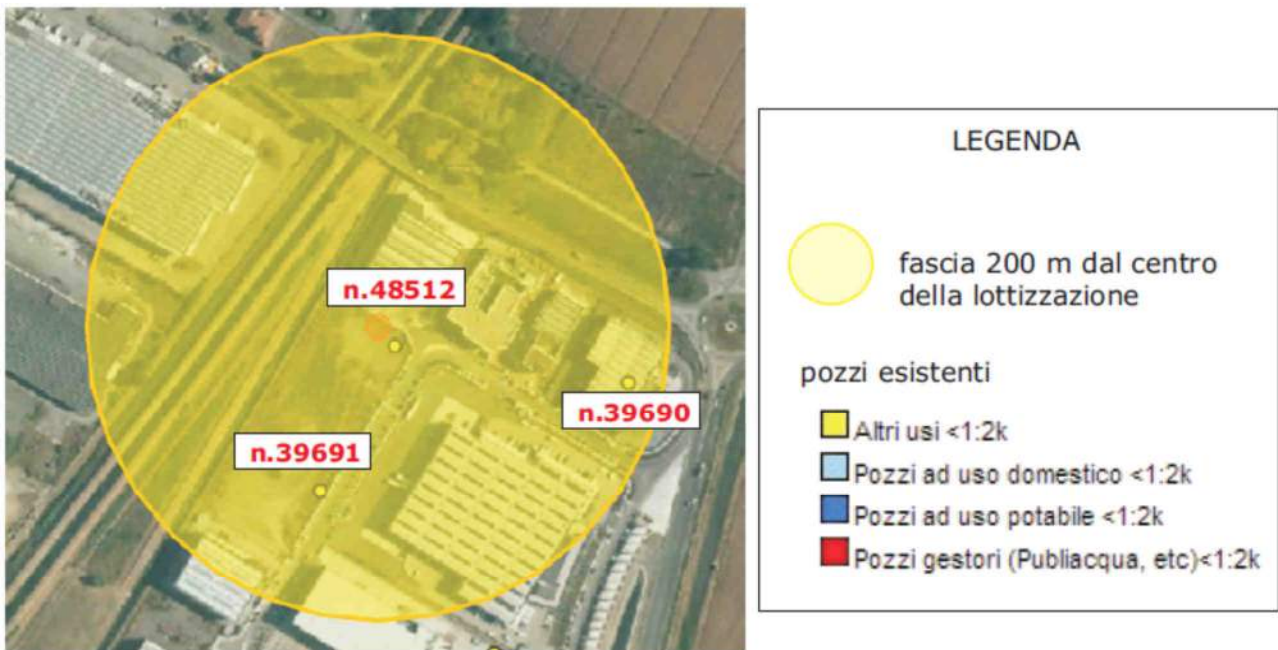 n.48512
n.39690
n.39691
LEGENDA
fascia 200 m dal centro
della lottizzazione
pozzi esistenti
Altri usi <1:2k
Pozzi ad uso domestico <1:2k
Pozzi ad uso potabile <1:2k
Pozzi gestori (Publiacqua, etc)<1:2k